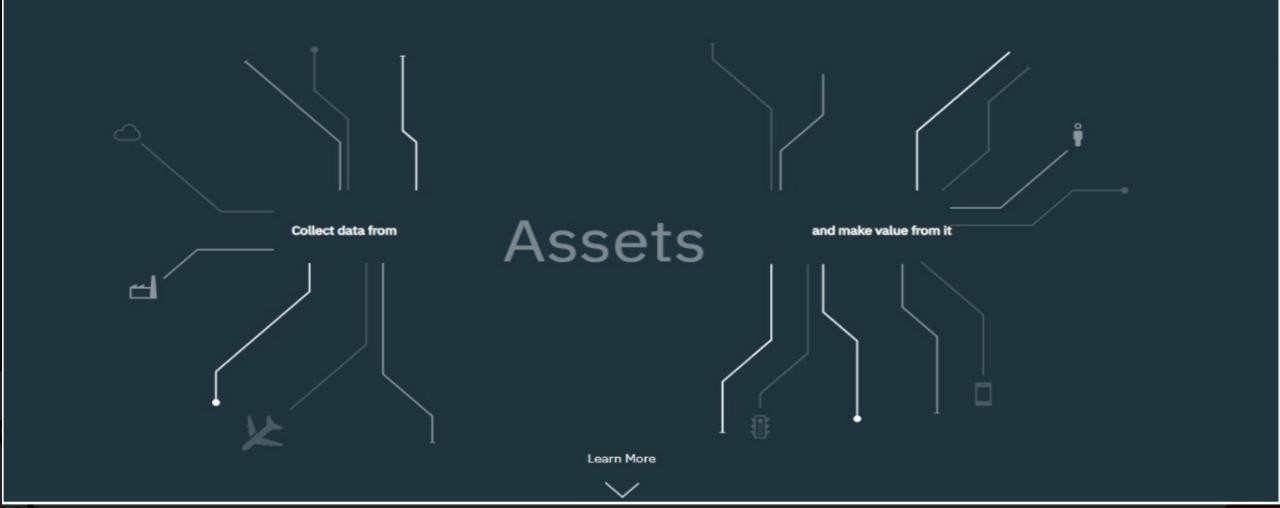 Collect data from
Assets
and make value from it
Learn More